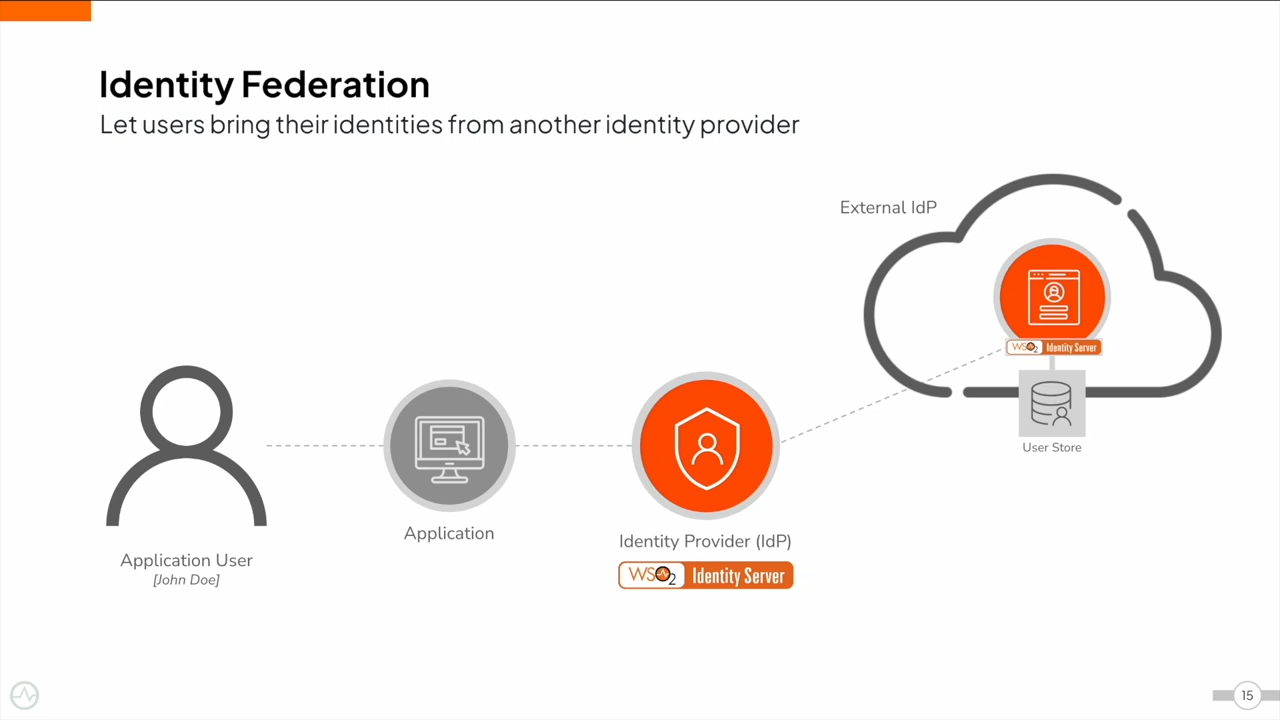 Identity Federation
Let users bring their identities from another identity provider
External IdP
WSO2 Identity Server
User Store
Application
Identity Provider (IdP)
WSO2 Identity Server
Application User
[John Doe]
15